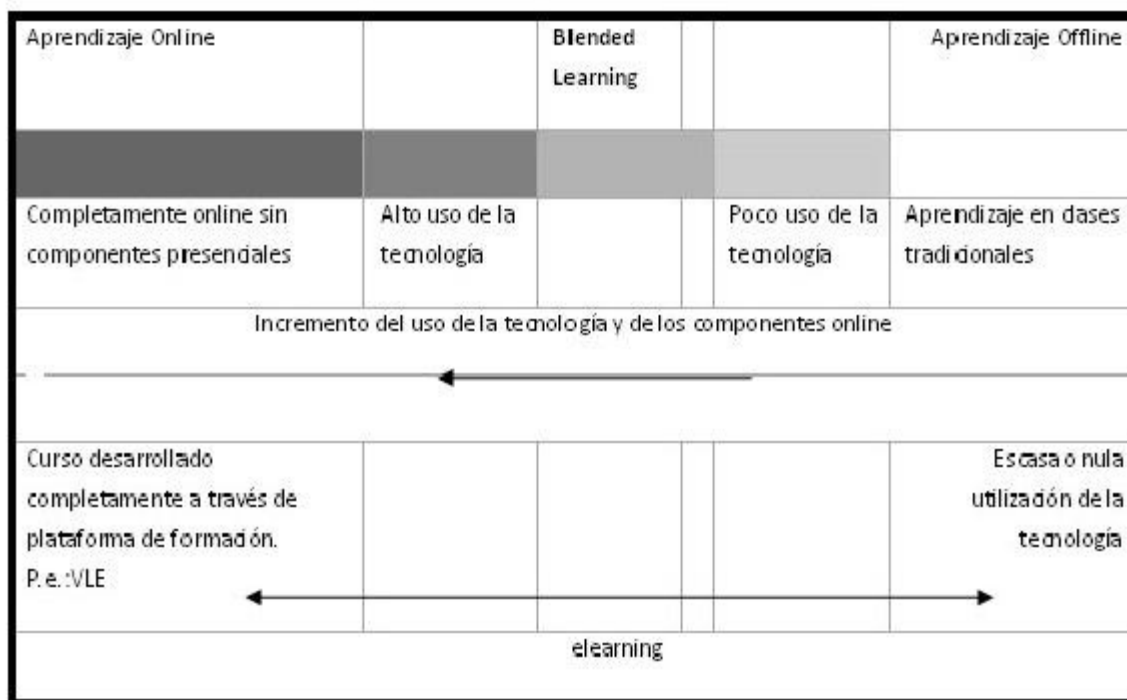 Aprendizaje Online
Blended
Learning
Aprendizaje Offline
Completamente online sin
componentes presenciales
Alto uso de la
tecnología
Poco uso de la
tecnología
Aprendizaje en clases
tradicionales
Incremento del uso de la tecnología y de los componentes online
Curso desarrollado
completamente a través de
plataforma de formación.
P.e.:VLE
Escasa o nula
utilización de la
tecnología
elearning